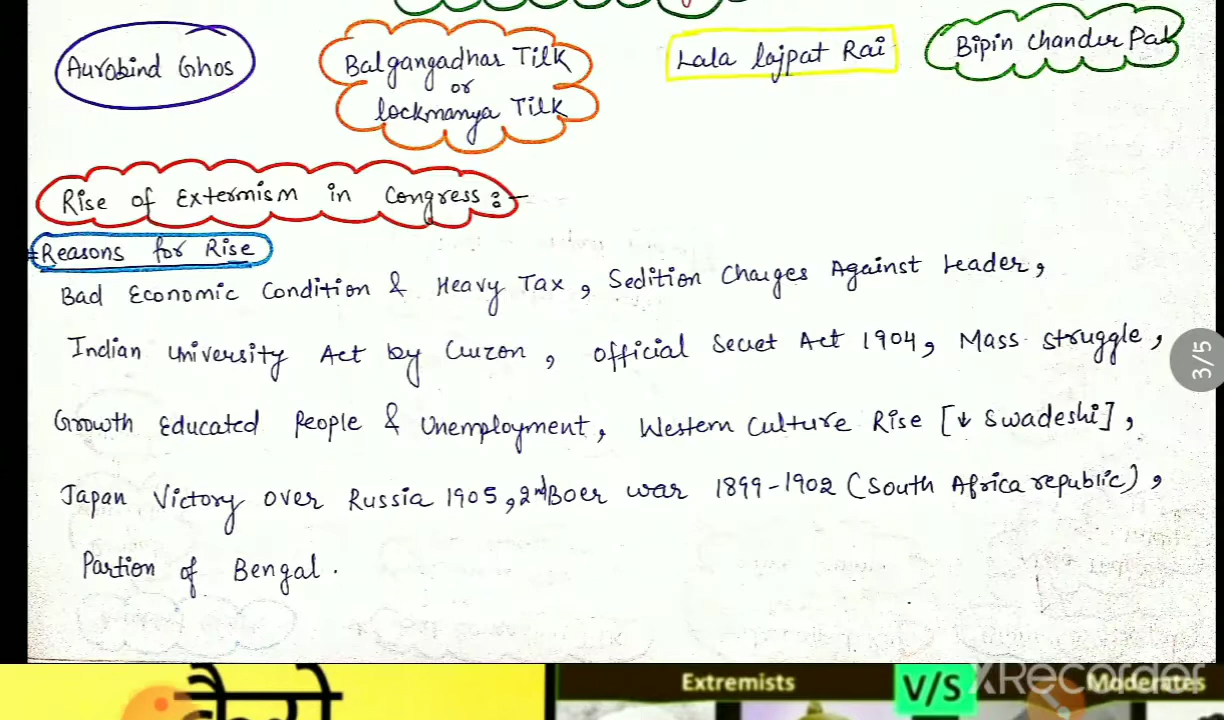 Aurobind Ghos
Balgangadhar Tilk
or
lockmanya Tilk
Lala lajpat Rai
Bipin Chander Pal
Rise of Extermism in Congress :-
Reasons for Rise
Bad Economic Condition & Heavy Tax, Sedition Charges Against Leader,
Indian University Act by Curzon, Official Secret Act 1904, Mass struggle,
Growth Educated People & Unemployment, Western Culture Rise [↓ Swadeshi],
Japan Victory over Russia 1905, 2nd Boer war 1899-1902 (South Africa republic),
Partion of Bengal.
3/5
Extremists V/S Moderates
XRecorder